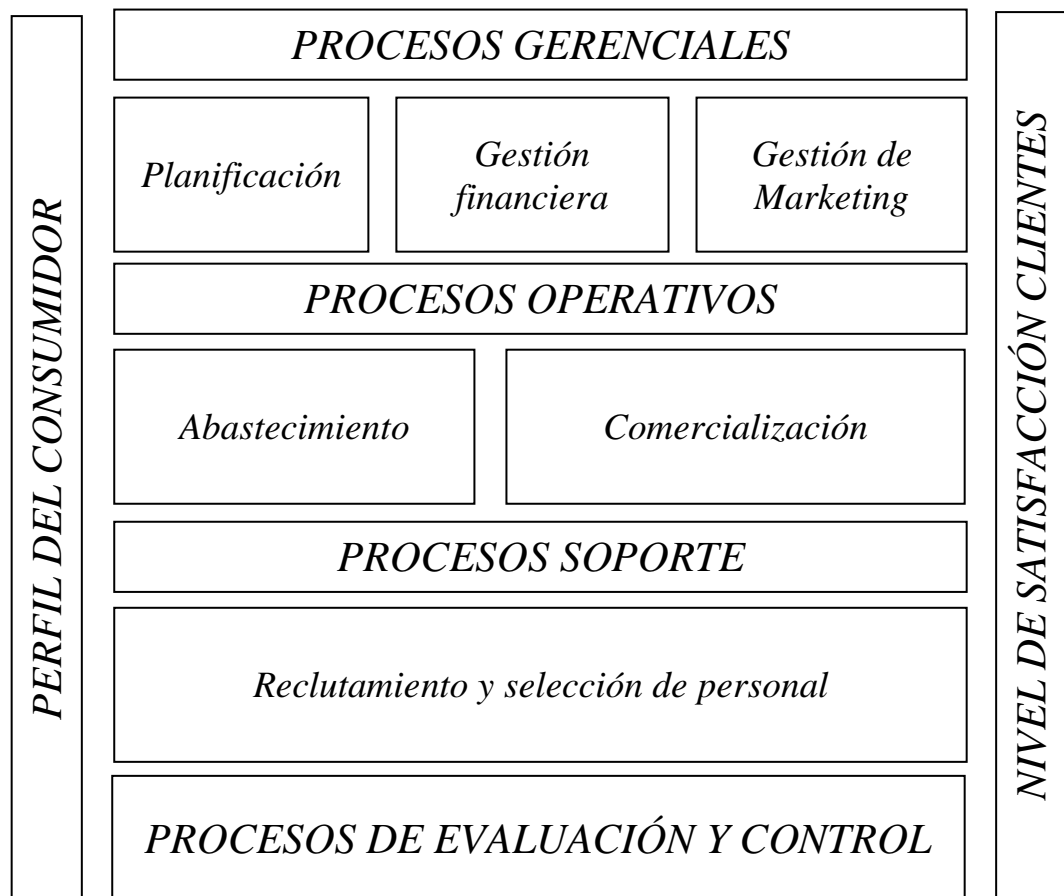 PERFIL DEL CONSUMIDOR
PROCESOS GERENCIALES
Planificación
Gestión
financiera
Gestión de
Marketing
PROCESOS OPERATIVOS
Abastecimiento
Comercialización
PROCESOS SOPORTE
Reclutamiento y selección de personal
PROCESOS DE EVALUACIÓN Y CONTROL
NIVEL DE SATISFACCIÓN CLIENTES